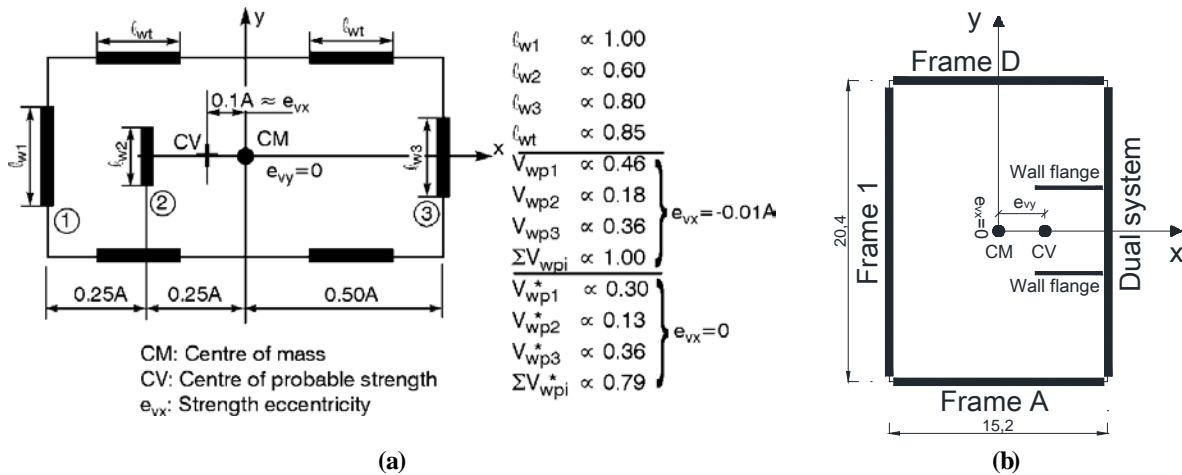 y
ℓwt
ℓwt
ℓw1
ℓw2
ℓw3
0.1A ≈ evx
CV
CM
x
evy=0
①
②
③
0.25A
0.25A
0.50A
CM: Centre of mass
CV: Centre of probable strength
evx: Strength eccentricity
ℓw1 ∝ 1.00
ℓw2 ∝ 0.60
ℓw3 ∝ 0.80
ℓwt ∝ 0.85
Vwp1 ∝ 0.46
Vwp2 ∝ 0.18
Vwp3 ∝ 0.36
ΣVwpi ∝ 1.00
evx=-0.01A
V*wp1 ∝ 0.30
V*wp2 ∝ 0.13
V*wp3 ∝ 0.36
ΣV*wpi ∝ 0.79
evx=0
(a)
y
Frame D
Frame 1
20,4
Wall flange
evy
evx=0
CM
CV
x
Wall flange
Dual system
Frame A
15,2
(b)